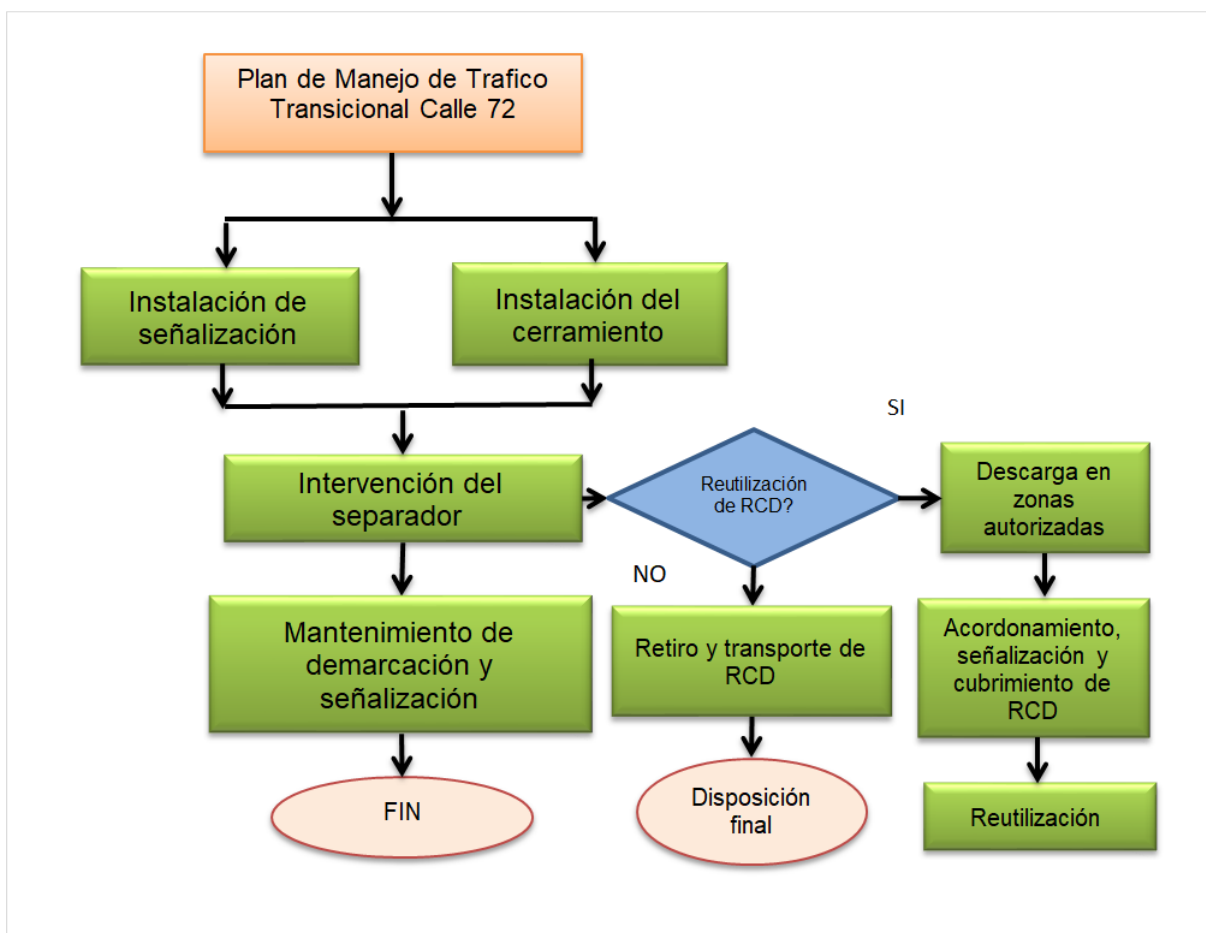 Plan de Manejo de Trafico
Transicional Calle 72
Instalación de
señalización
Instalación del
cerramiento
SI
Intervención del
separador
Reutilización
de RCD?
Descarga en
zonas
autorizadas
NO
Mantenimiento de
demarcación y
señalización
Retiro y transporte de
RCD
Acordonamiento,
señalización y
cubrimiento de
RCD
FIN
Disposición
final
Reutilización